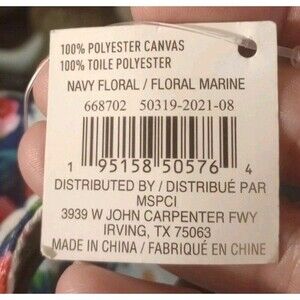 100% POLYESTER CANVAS
100% TOILE POLYESTER
NAVY FLORAL / FLORAL MARINE
668702 50319-2021-08
1 95158 50576 4
DISTRIBUTED BY / DISTRIBUÉ PAR
MSPCI
3939 W JOHN CARPENTER FWY
IRVING, TX 75063
MADE IN CHINA / FABRIQUÉ EN CHINE